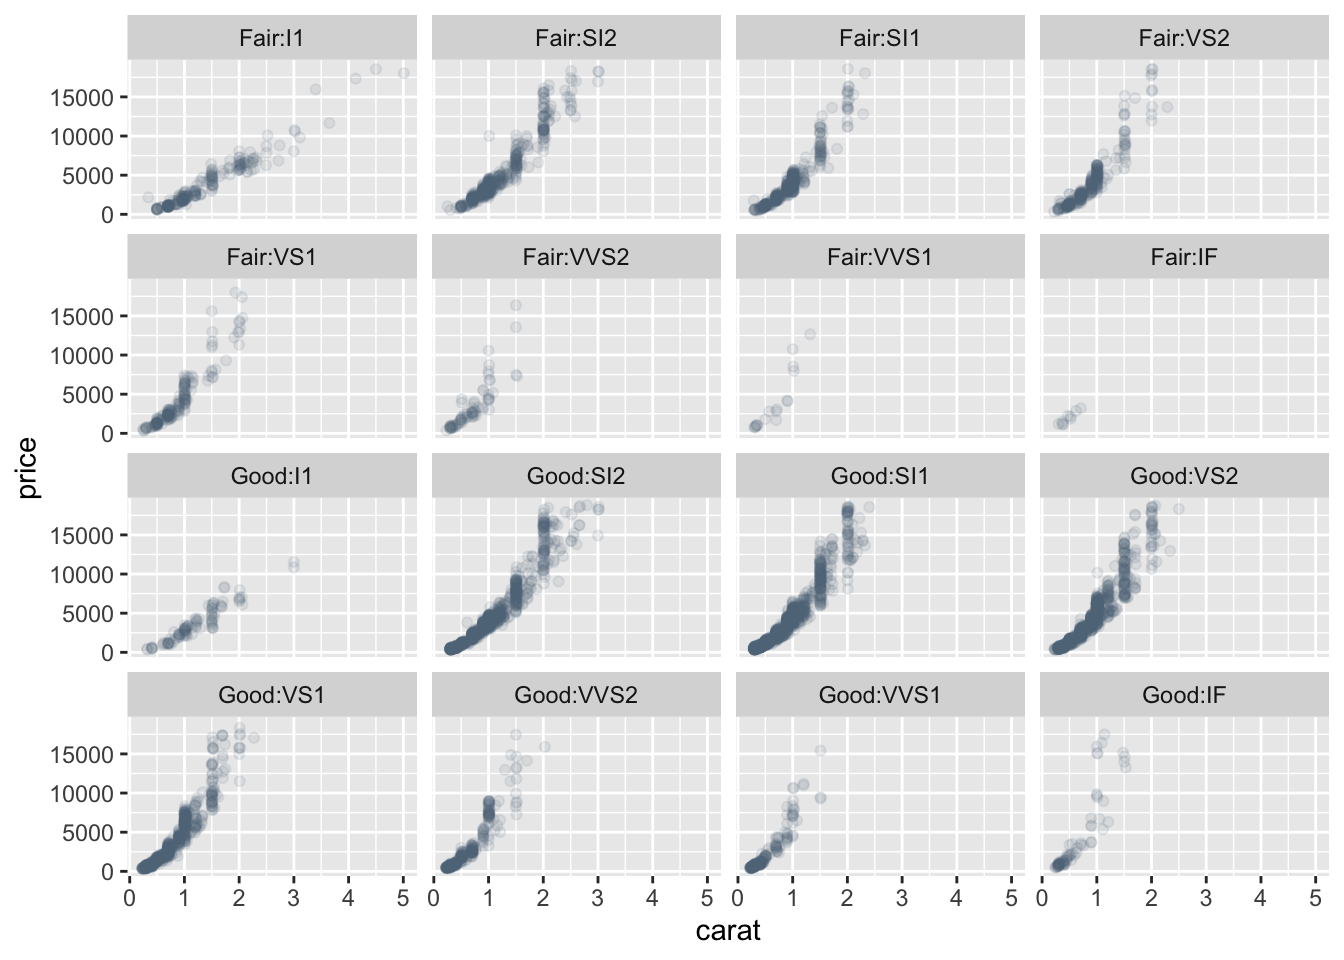 Fair:I1 Fair:SI2 Fair:SI1 Fair:VS2
15000
10000
5000
0
Fair:VS1 Fair:VVS2 Fair:VVS1 Fair:IF
15000
10000
5000
0
price
Good:I1 Good:SI2 Good:SI1 Good:VS2
15000
10000
5000
0
Good:VS1 Good:VVS2 Good:VVS1 Good:IF
15000
10000
5000
0
0 1 2 3 4 5 0 1 2 3 4 5 0 1 2 3 4 5 0 1 2 3 4 5
carat